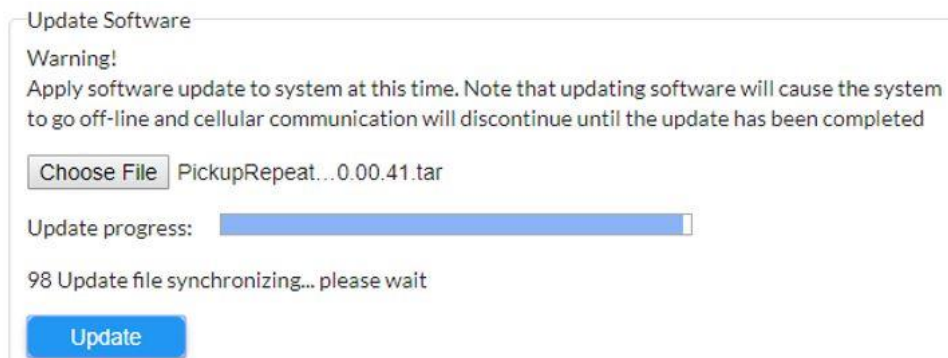 Update Software
Warning!
Apply software update to system at this time. Note that updating software will cause the system
to go off-line and cellular communication will discontinue until the update has been completed
Choose File PickupRepeat...0.00.41.tar
Update progress:
98 Update file synchronizing... please wait
Update